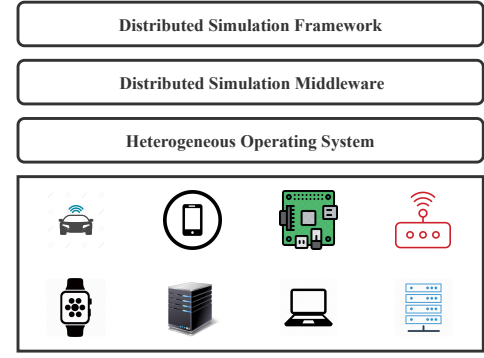 Distributed Simulation Framework
Distributed Simulation Middleware
Heterogeneous Operating System